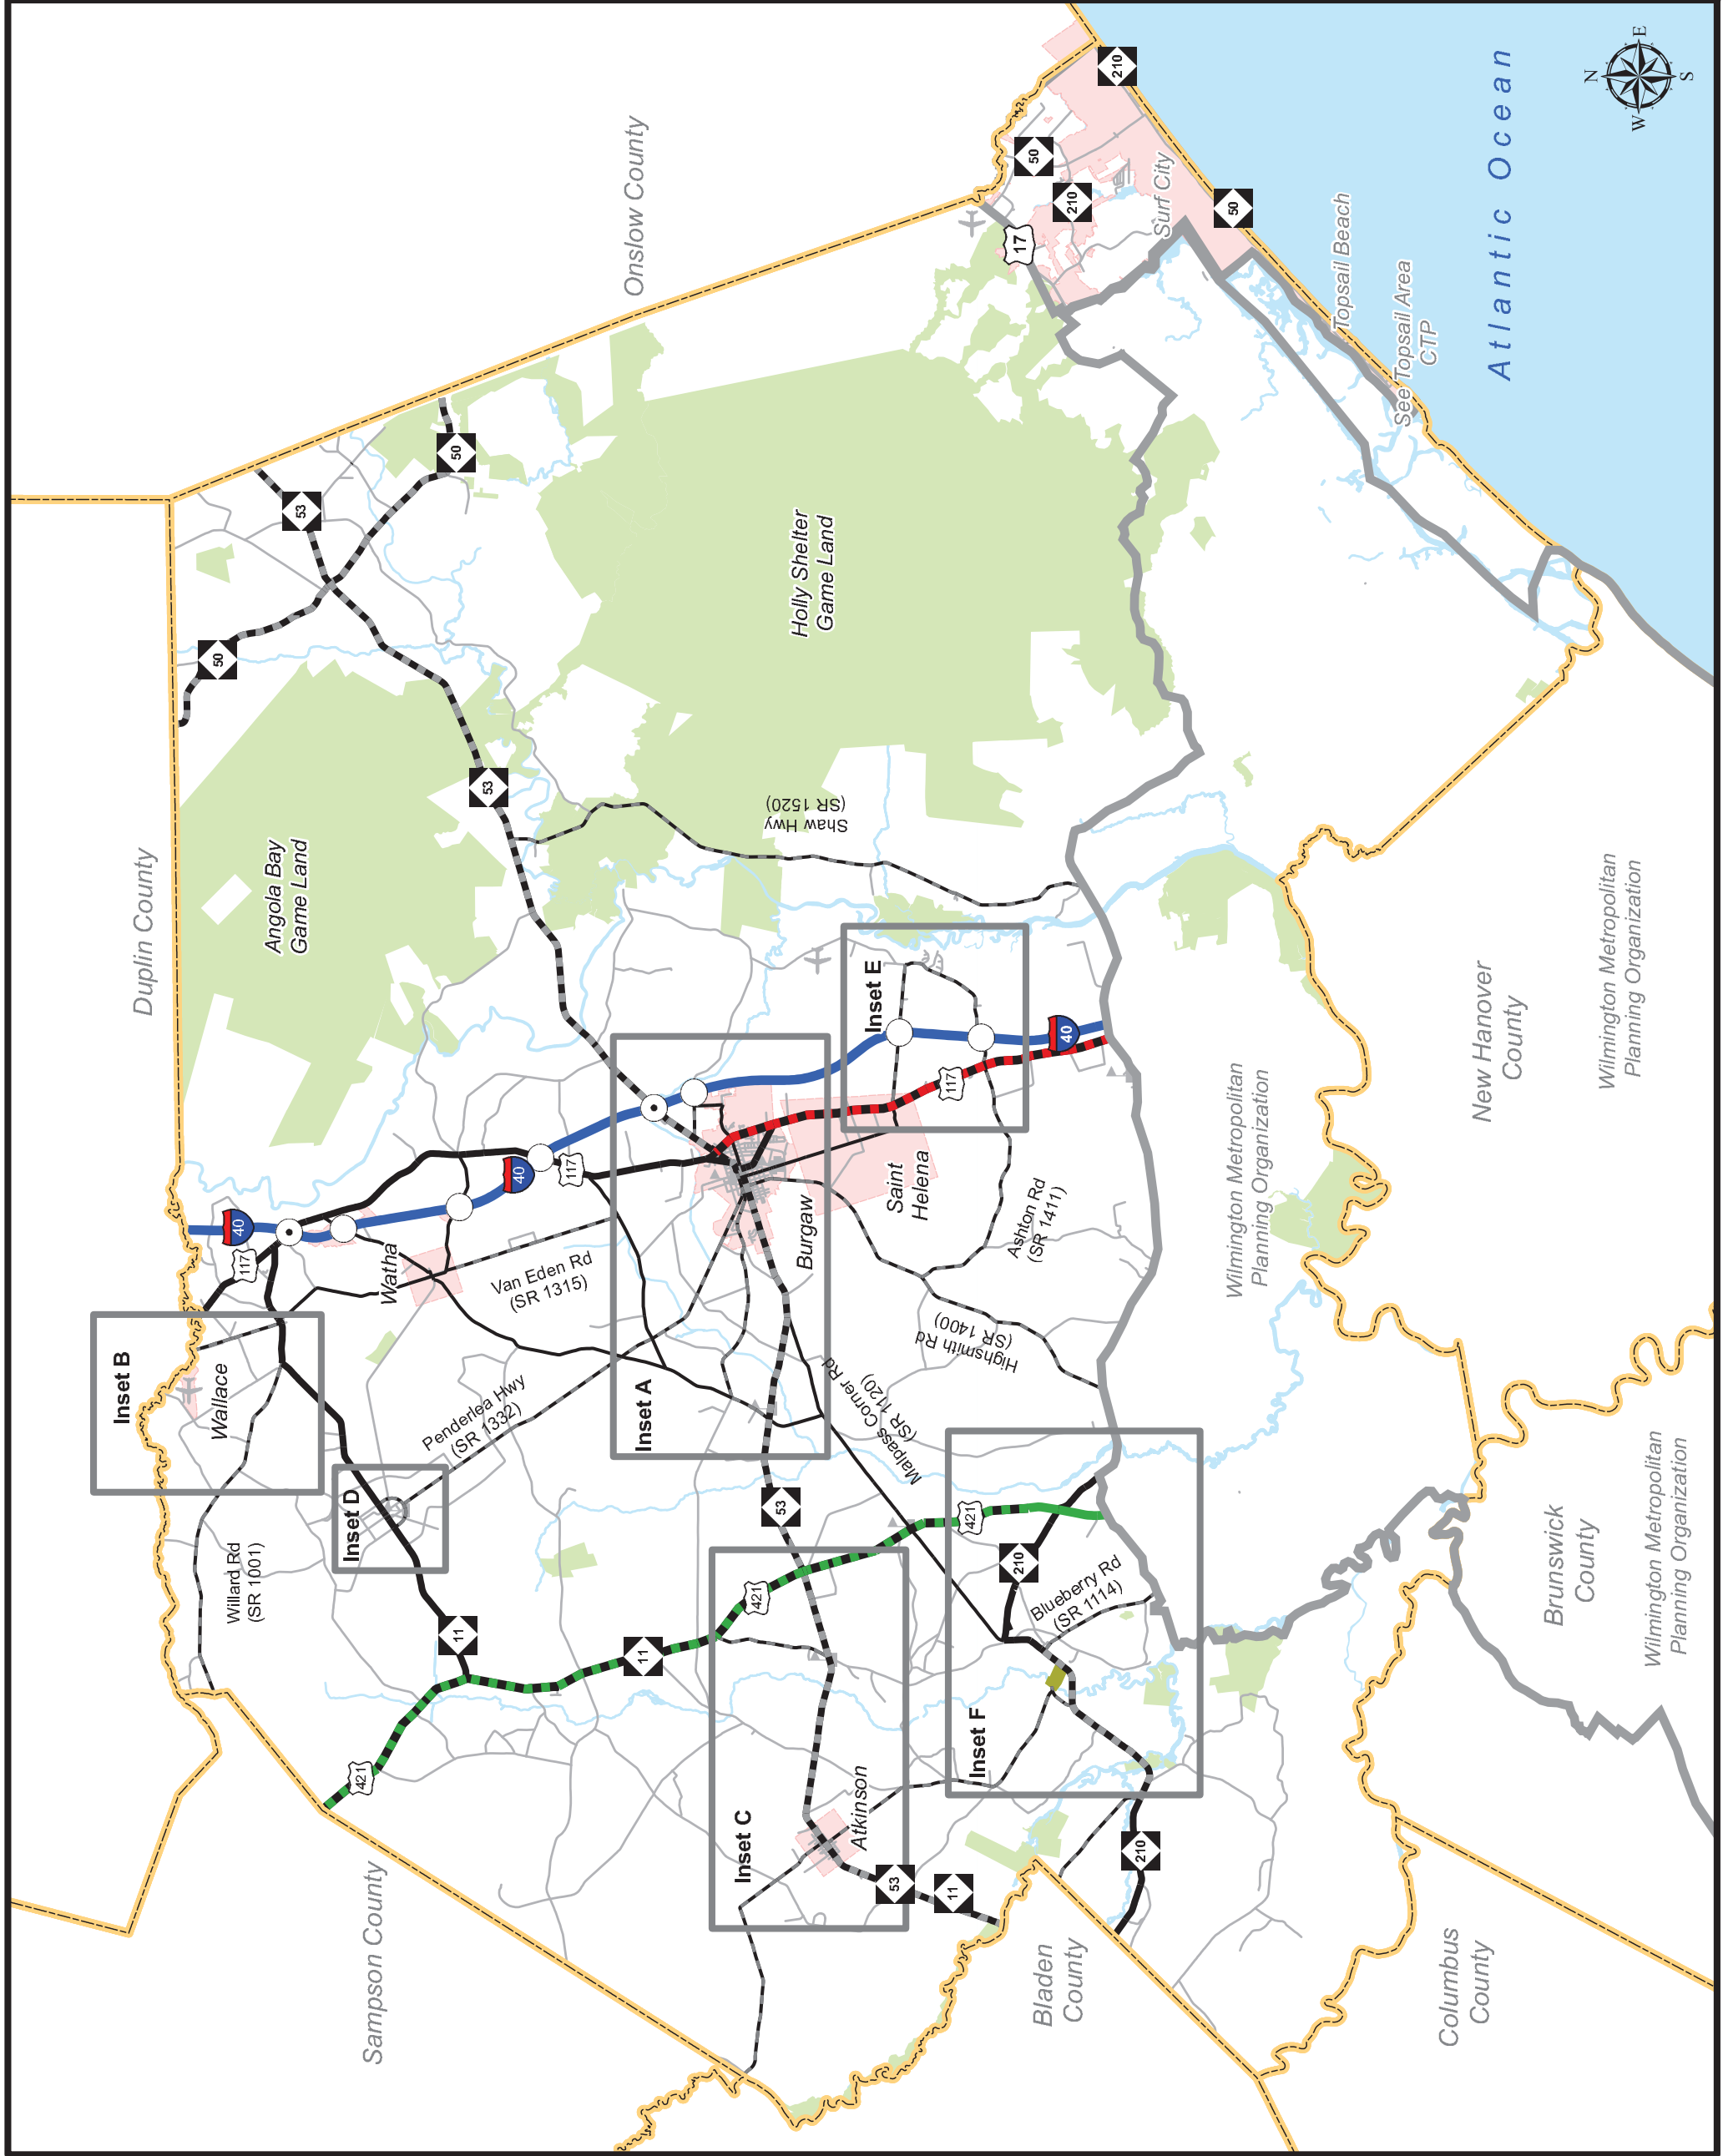 Sampson County
Duplin County
Onslow County
Bladen
County
Columbus
County
Brunswick
County
Wilmington Metropolitan
Planning Organization
New Hanover
County
Wilmington Metropolitan
Planning Organization
Wilmington Metropolitan
Planning Organization
Atlantic Ocean
N
E
S
W
Inset B
Wallace
Inset D
Inset A
Inset C
Atkinson
Inset E
Inset F
Willard Rd
(SR 1001)
Penderlea Hwy
(SR 1332)
Watha
Van Eden Rd
(SR 1315)
Burgaw
Saint
Helena
Ashton Rd
(SR 1411)
Highsmith Rd
(SR 1400)
Malpass Corner Rd
(SR 1120)
Blueberry Rd
(SR 1114)
Shaw Hwy
(SR 1520)
Angola Bay
Game Land
Holly Shelter
Game Land
Surf City
Topsail Beach
See Topsail Area
CTP
421
11
11
421
421
53
53
11
210
210
117
40
40
117
117
40
53
53
50
50
17
50
210
210
50